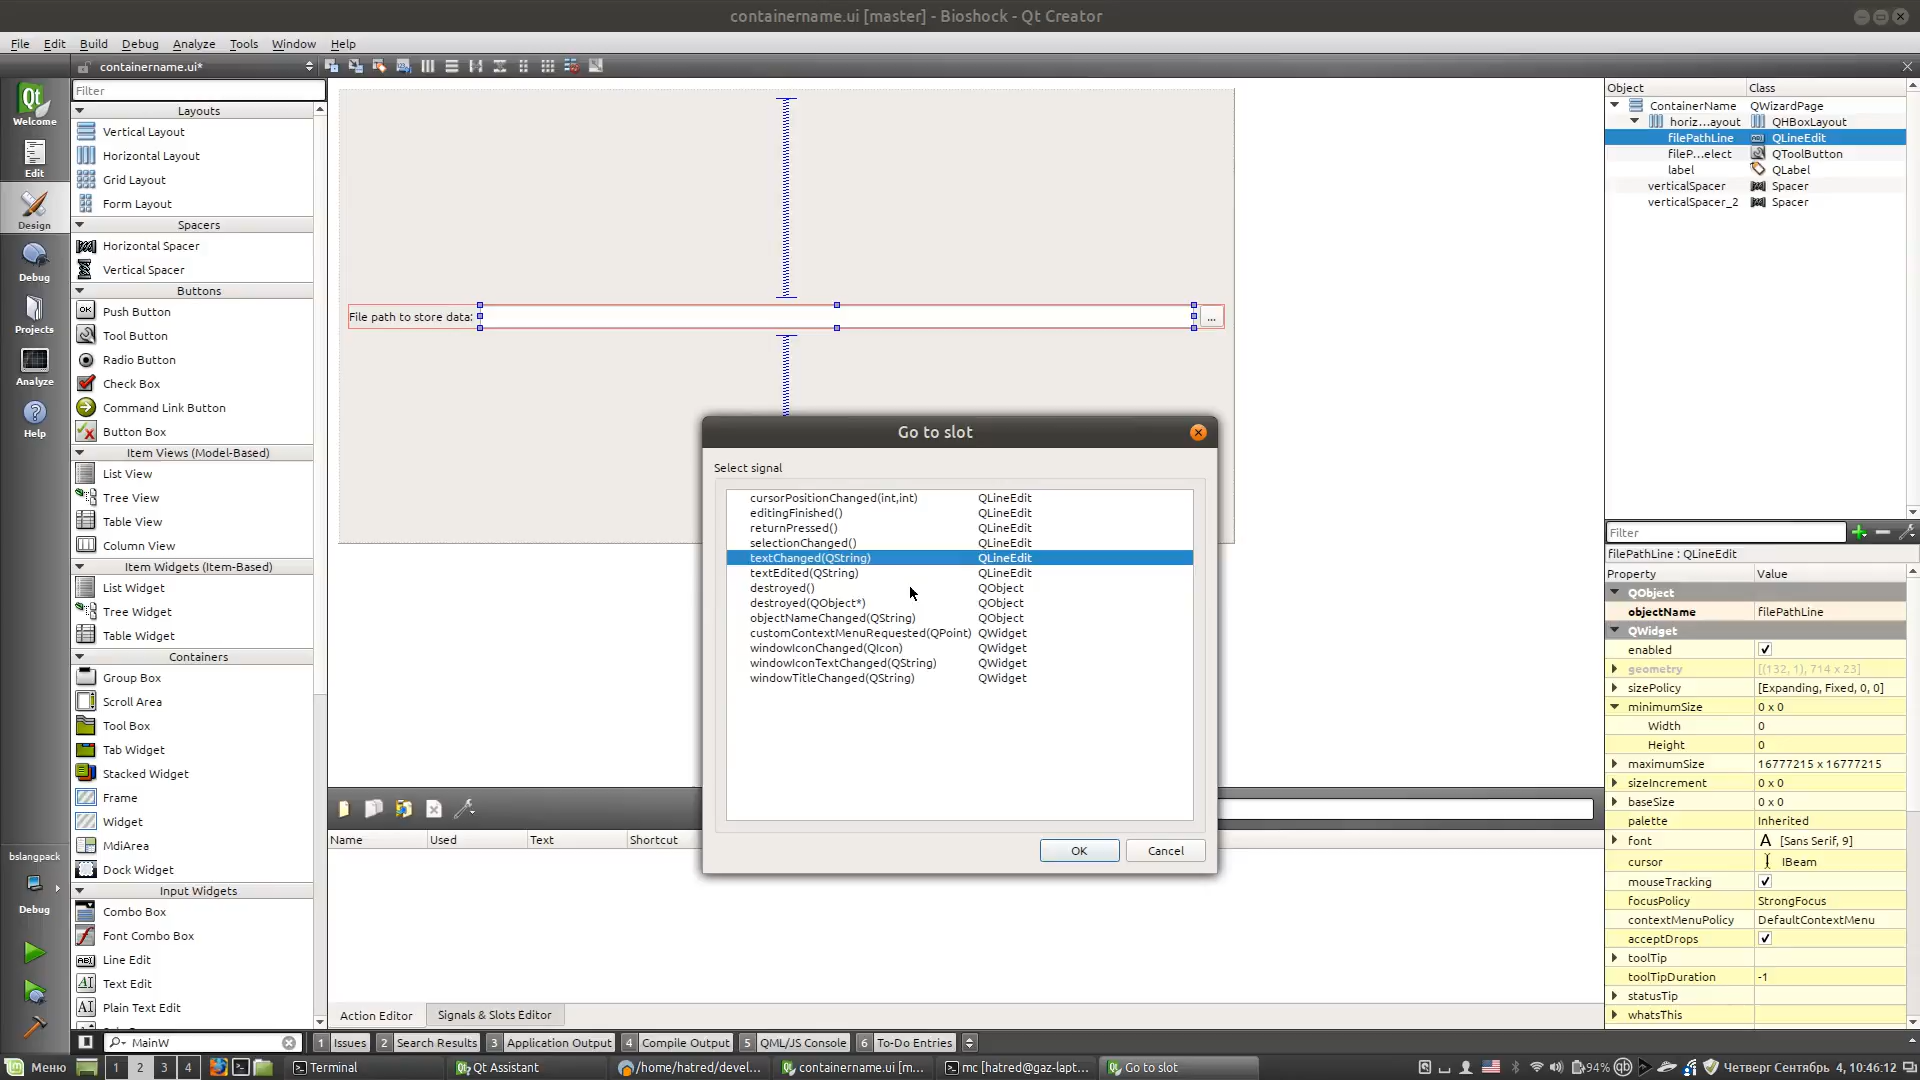 containername.ui [master] - Bioshock - Qt Creator
File Edit Build Debug Analyze Tools Window Help
containername.ui*
Filter
Layouts
Vertical Layout
Horizontal Layout
Grid Layout
Form Layout
Spacers
Horizontal Spacer
Vertical Spacer
Buttons
Push Button
Tool Button
Radio Button
Check Box
Command Link Button
Button Box
Item Views (Model-Based)
List View
Tree View
Table View
Column View
Item Widgets (Item-Based)
List Widget
Tree Widget
Table Widget
Containers
Group Box
Scroll Area
Tool Box
Tab Widget
Stacked Widget
Frame
Widget
MdiArea
Dock Widget
Input Widgets
Combo Box
Font Combo Box
Line Edit
Text Edit
Plain Text Edit
Welcome
Edit
Design
Debug
Projects
Analyze
Help
bslangpack
Debug
File path to store data:
...
Go to slot
Select signal
cursorPositionChanged(int,int) QLineEdit
editingFinished() QLineEdit
returnPressed() QLineEdit
selectionChanged() QLineEdit
textChanged(QString) QLineEdit
textEdited(QString) QLineEdit
destroyed() QObject
destroyed(QObject*) QObject
objectNameChanged(QString) QObject
customContextMenuRequested(QPoint) QWidget
windowIconChanged(QIcon) QWidget
windowIconTextChanged(QString) QWidget
windowTitleChanged(QString) QWidget
OK Cancel
Name Used Text Shortcut
Action Editor Signals & Slots Editor
Object Class
ContainerName QWizardPage
horiz...ayout QHBoxLayout
filePathLine QLineEdit
fileP...elect QToolButton
label QLabel
verticalSpacer Spacer
verticalSpacer_2 Spacer
Filter
filePathLine : QLineEdit
Property Value
QObject
objectName filePathLine
QWidget
enabled
geometry [(132, 1), 714 x 23]
sizePolicy [Expanding, Fixed, 0, 0]
minimumSize 0 x 0
Width 0
Height 0
maximumSize 16777215 x 16777215
sizeIncrement 0 x 0
baseSize 0 x 0
palette Inherited
font A [Sans Serif, 9]
cursor IBeam
mouseTracking
focusPolicy StrongFocus
contextMenuPolicy DefaultContextMenu
acceptDrops
toolTip
toolTipDuration -1
statusTip
whatsThis
MainW
1 Issues 2 Search Results 3 Application Output 4 Compile Output 5 QML/JS Console 6 To-Do Entries
Меню 1 2 3 4 Terminal Qt Assistant /home/hatred/devel... containername.ui [m... mc [hatred@gaz-lapt... Go to slot 94% Четверг Сентябрь 4, 10:46:12